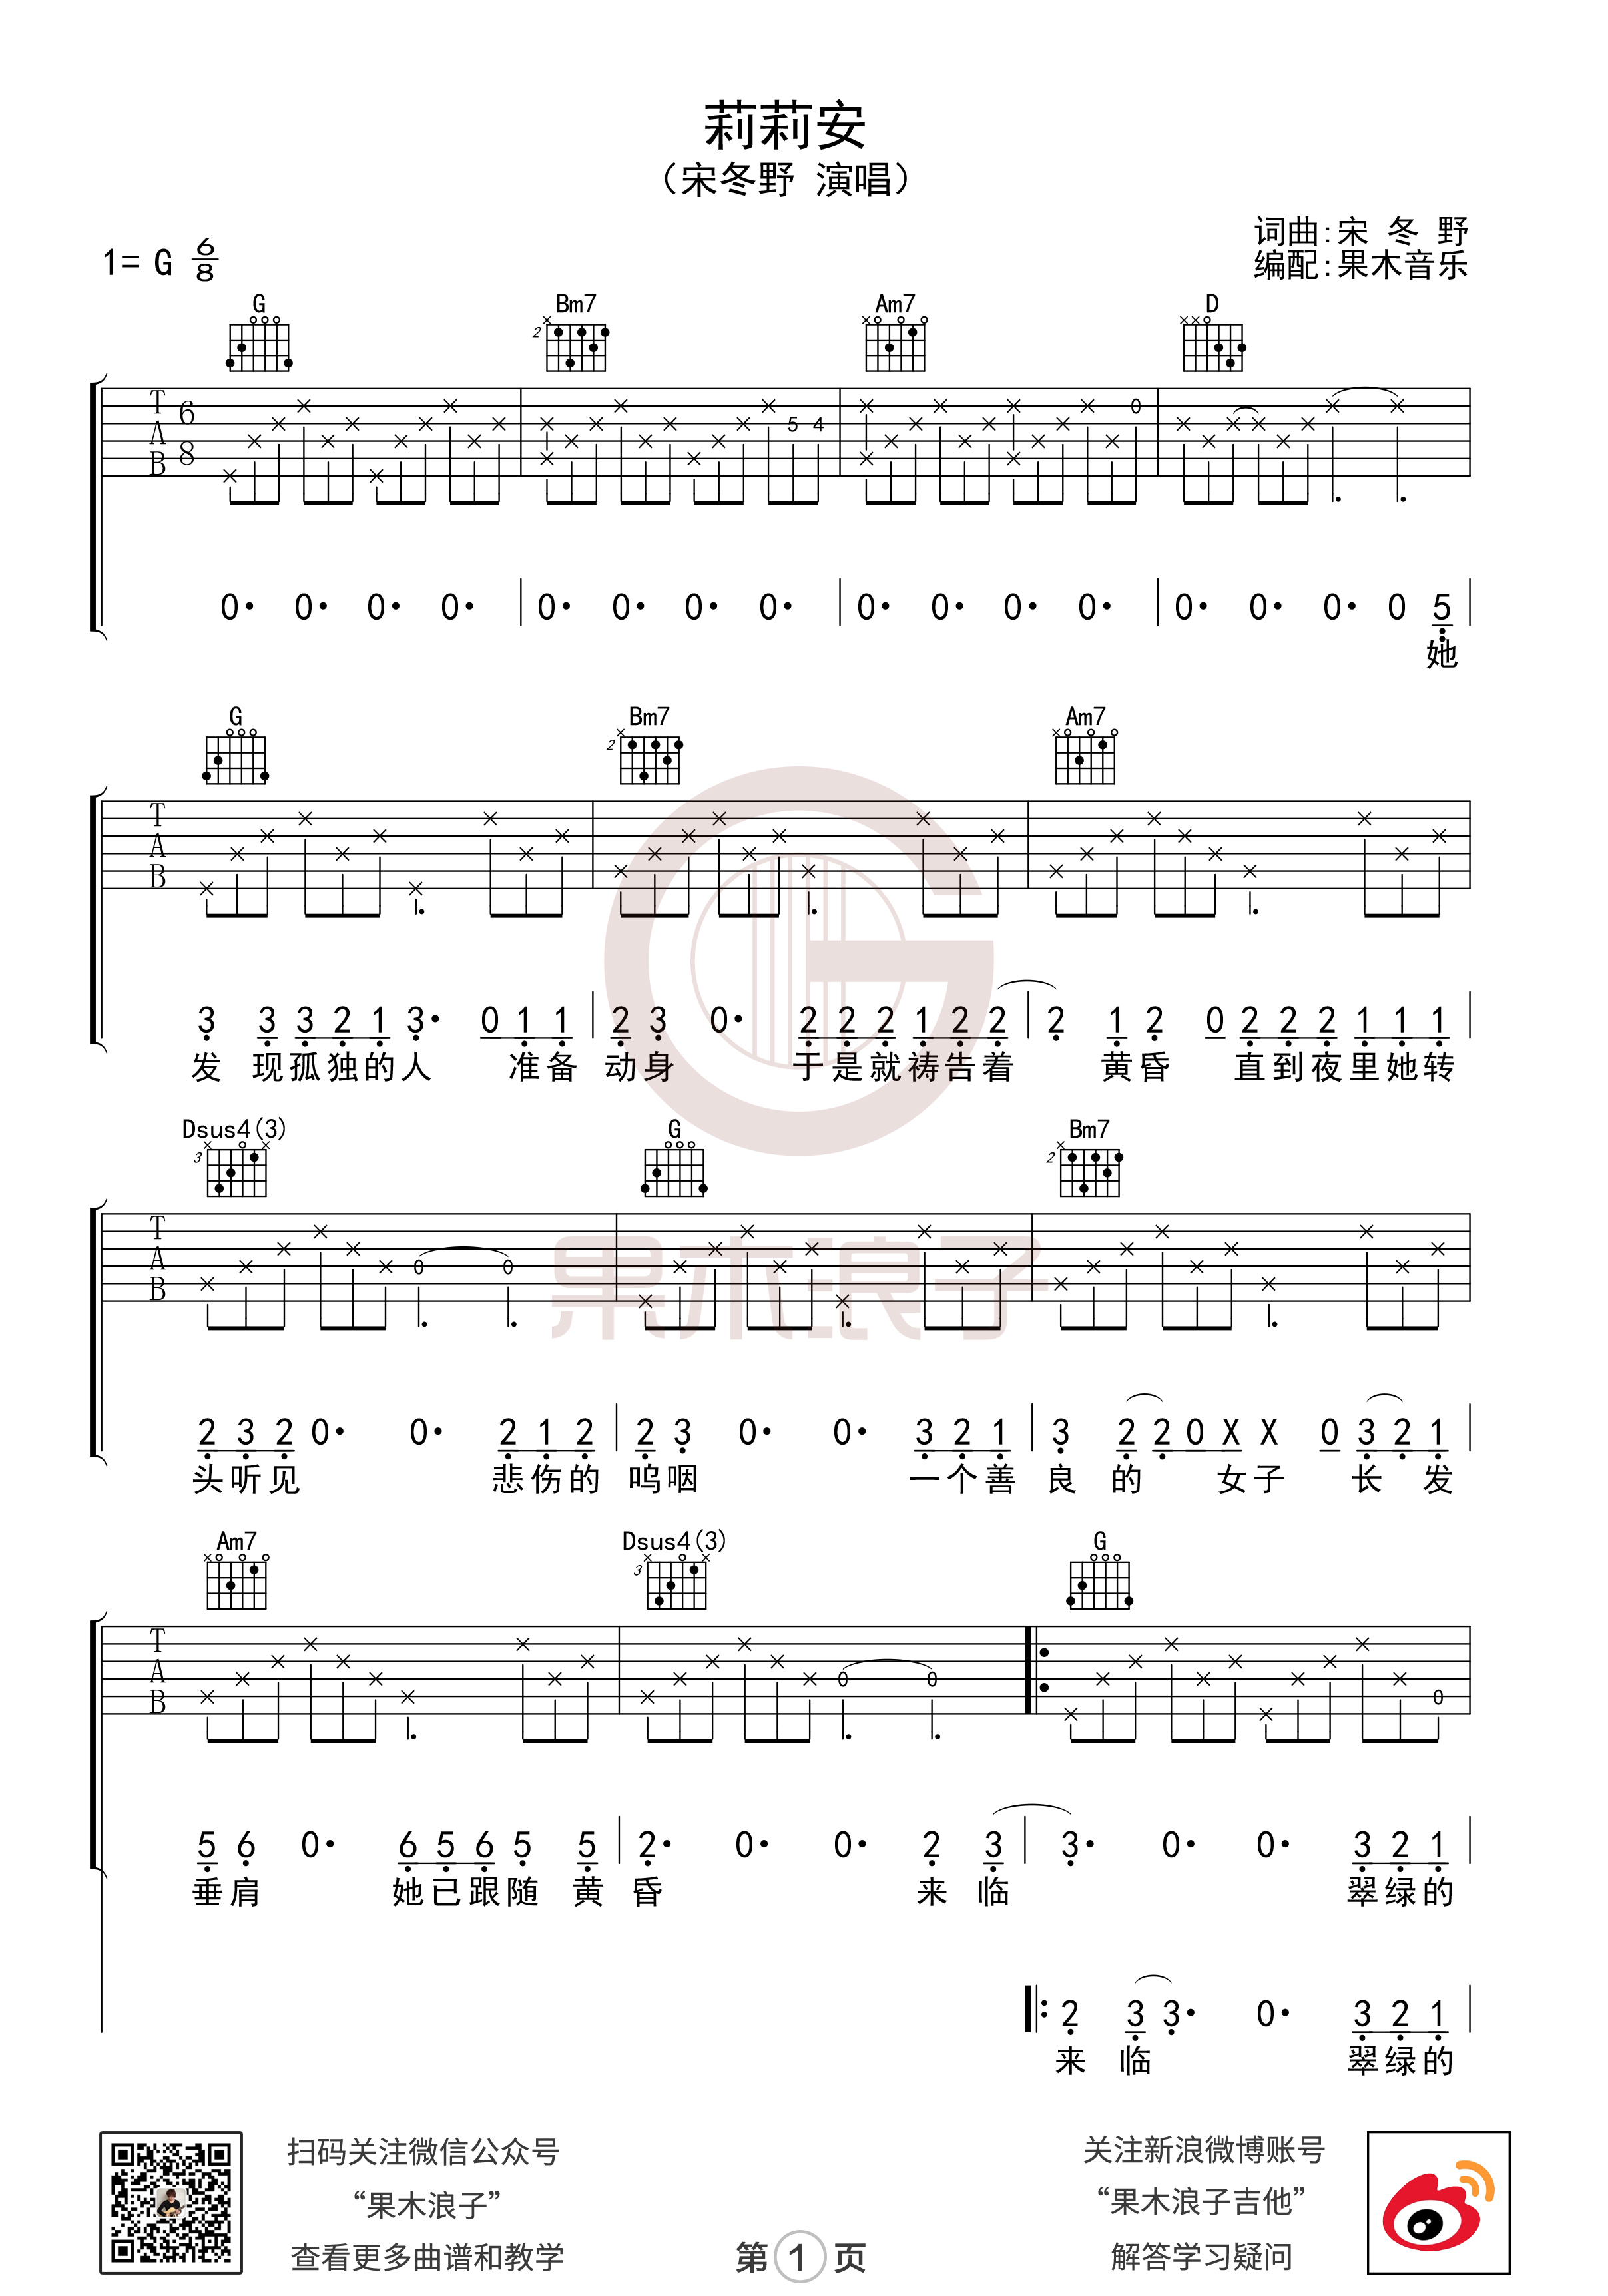 莉莉安
（宋冬野 演唱）
词曲:宋 冬 野
1= G 6/8
编配:果木音乐
G Bm7 Am7 D
2
T A B 6 8 5 4 0
0· 0· 0· 0· 0· 0· 0· 0· 0· 0· 0· 0· 0· 0· 0· 0 5
她
G Bm7 Am7
2
T A B
3 3 3 2 1 3· 0 1 1 2 3 0· 2 2 2 1 2 2 2 1 2 0 2 2 2 1 1 1
发 现孤独的人 准备 动身 于是就祷告着 黄昏 直到夜里她转
Dsus4(3) G Bm7
3 2
T A B 0 0
果木浪子
2 3 2 0· 0· 2 1 2 2 3 0· 0· 3 2 1 3 2 2 0 X X 0 3 2 1
头听见 悲伤的 呜咽 一个善 良 的 女子 长 发
Am7 Dsus4(3) G
3
T A B 0 0 0
5 6 0· 6 5 6 5 5 2· 0· 0· 2 3 3· 0· 0· 3 2 1
垂肩 她已跟随 黄 昏 来 临 翠绿的
2 3 3· 0· 3 2 1
来 临 翠绿的
扫码关注微信公众号
“果木浪子”
查看更多曲谱和教学
第 1 页
关注新浪微博账号
“果木浪子吉他”
解答学习疑问